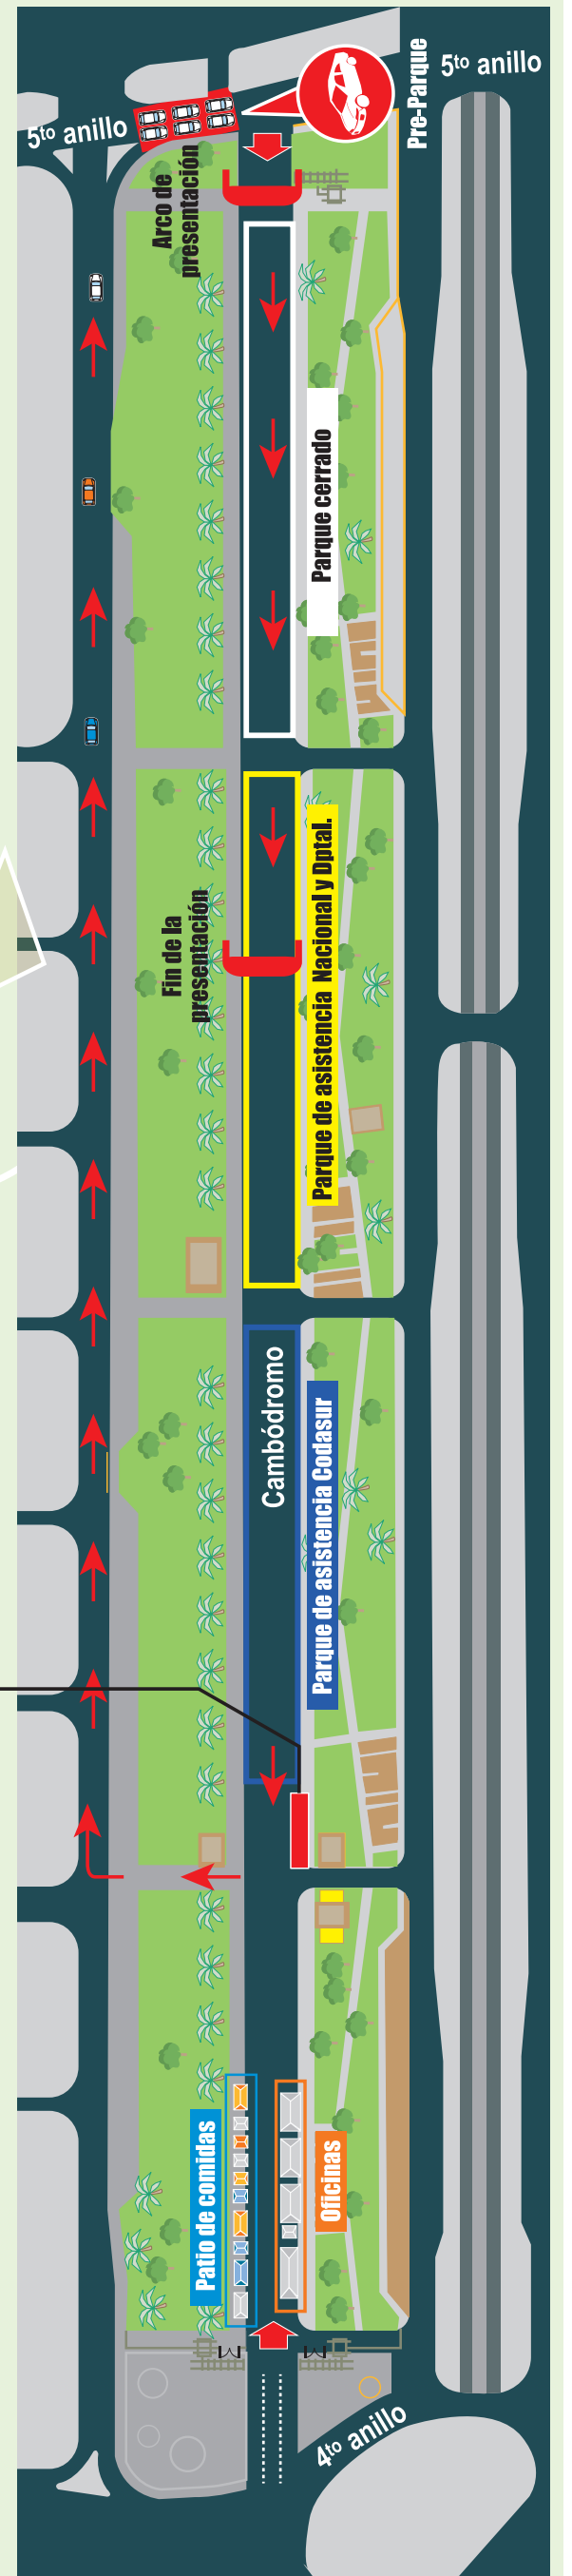 5to anillo
Pre-Parque
5to anillo
Arco de
presentación
Parque cerrado
Fin de la
presentación
Parque de asistencia Nacional y Dptal.
Cambódromo
Parque de asistencia Codasur
Patio de comidas
Oficinas
4to anillo